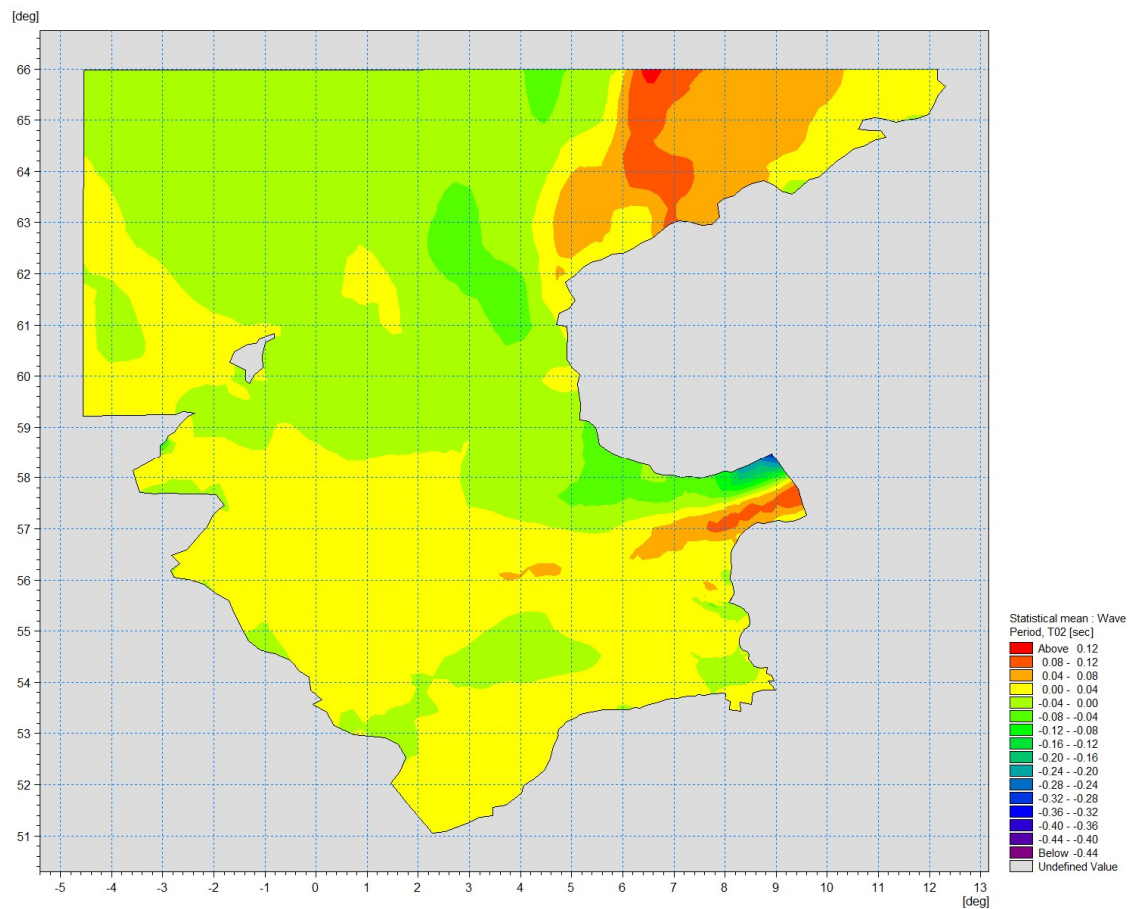 [deg]
66
65
64
63
62
61
60
59
58
57
56
55
54
53
52
51
-5 -4 -3 -2 -1 0 1 2 3 4 5 6 7 8 9 10 11 12 13
[deg]
Statistical mean : Wave
Period, T02 [sec]
Above 0.12
0.08 - 0.12
0.04 - 0.08
0.00 - 0.04
-0.04 - 0.00
-0.08 - -0.04
-0.12 - -0.08
-0.16 - -0.12
-0.20 - -0.16
-0.24 - -0.20
-0.28 - -0.24
-0.32 - -0.28
-0.36 - -0.32
-0.40 - -0.36
-0.44 - -0.40
Below -0.44
Undefined Value